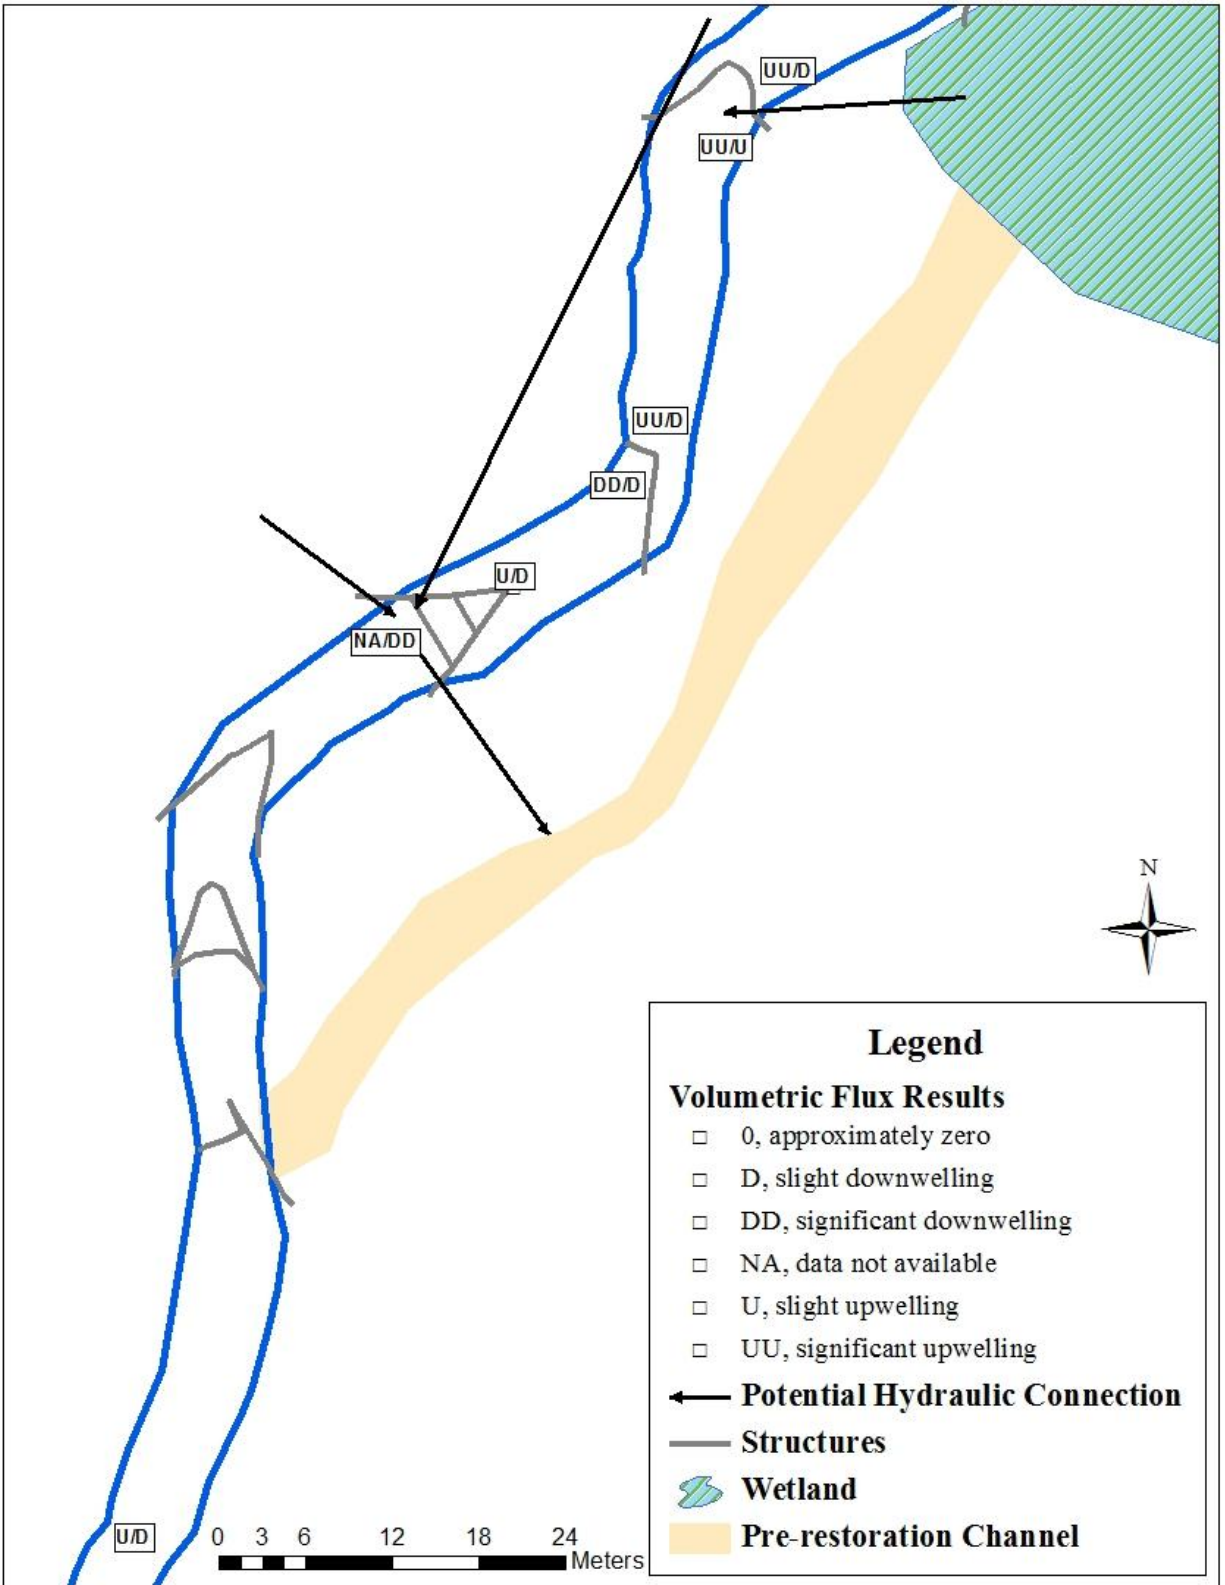 UU/D
UU/U
UU/D
DD/D
U/D
NA/DD
N
Legend
Volumetric Flux Results
0, approximately zero
D, slight downwelling
DD, significant downwelling
NA, data not available
U, slight upwelling
UU, significant upwelling
Potential Hydraulic Connection
Structures
Wetland
Pre-restoration Channel
U/D
0 3 6 12 18 24
Meters